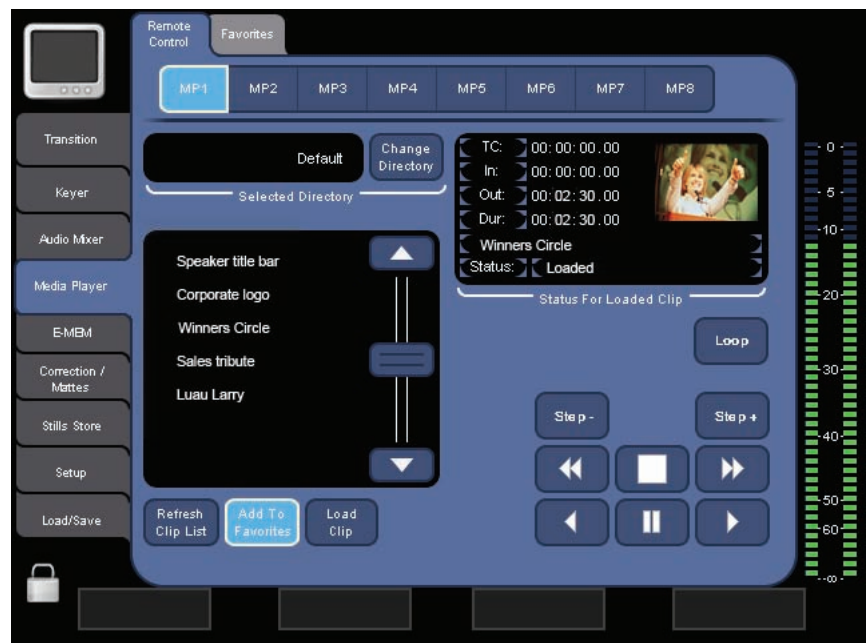 Remote
Control
Favorites
MP1 MP2 MP3 MP4 MP5 MP6 MP7 MP8
Transition
Keyer
Audio Mixer
Media Player
E-MEM
Correction /
Mattes
Stills Store
Setup
Load/Save
Default
Change
Directory
Selected Directory
Speaker title bar
Corporate logo
Winners Circle
Sales tribute
Luau Larry
Refresh
Clip List
Add To
Favorites
Load
Clip
TC: 00:00:00.00
In: 00:00:00.00
Out: 00:02:30.00
Dur: 00:02:30.00
Winners Circle
Status: Loaded
Status For Loaded Clip
Loop
Step -
Step +
- 0 -
- 5 -
-10-
-20-
-30-
-40-
-50-
-60-
-∞-